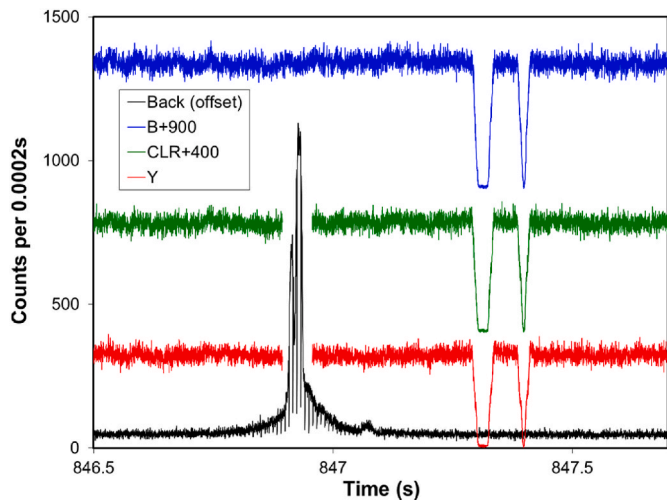 1500
1000
500
0
Counts per 0.0002s
Back (offset)
B+900
CLR+400
Y
846.5
847
847.5
Time (s)